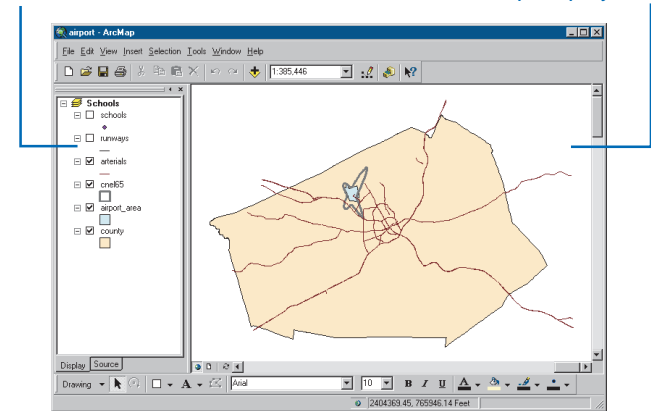 airport - ArcMap
File Edit View Insert Selection Tools Window Help
1:385,446
Schools
schools
runways
arterials
cnel65
airport_area
county
Display Source
Drawing A Arial 10 B I U A
2404369.45, 765946.14 Feet